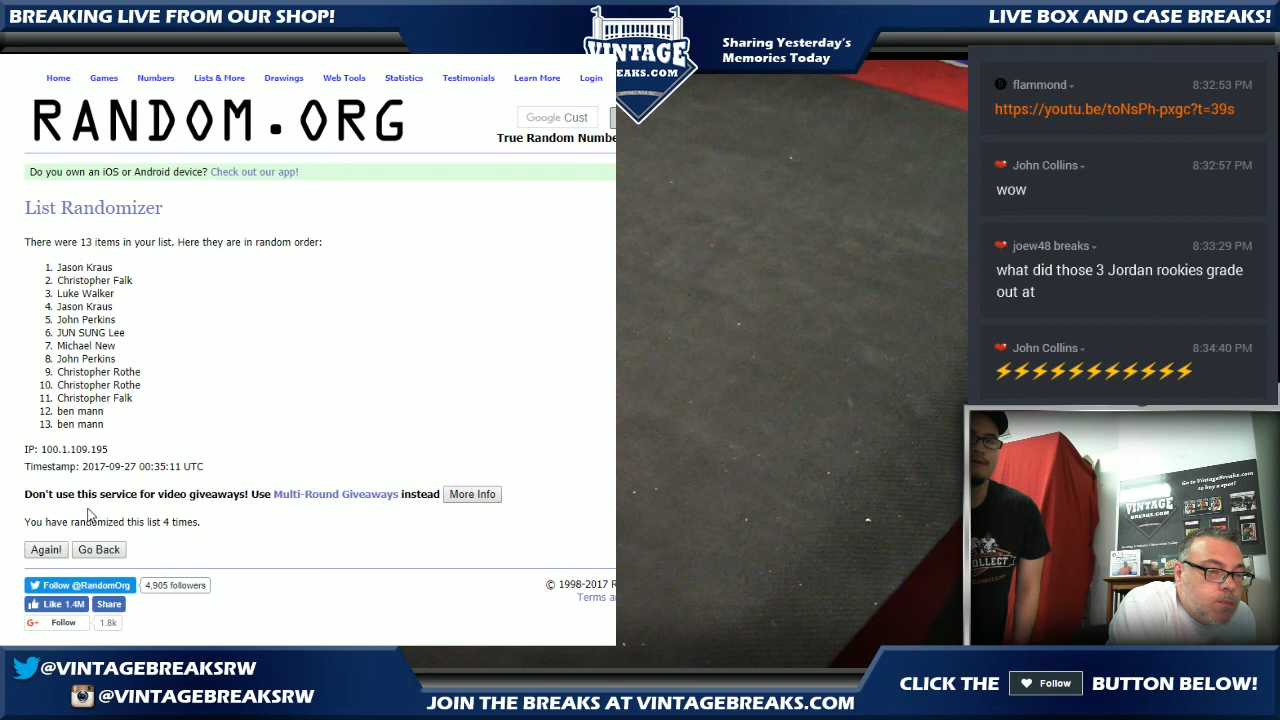 BREAKING LIVE FROM OUR SHOP!
VINTAGE
BREAKS.COM
Sharing Yesterday's
Memories Today
LIVE BOX AND CASE BREAKS!
Home Games Numbers Lists & More Drawings Web Tools Statistics Testimonials Learn More Login
RANDOM.ORG
Google Cust
True Random Numbe
Do you own an iOS or Android device? Check out our app!
List Randomizer
There were 13 items in your list. Here they are in random order:
1. Jason Kraus
2. Christopher Falk
3. Luke Walker
4. Jason Kraus
5. John Perkins
6. JUN SUNG Lee
7. Michael New
8. John Perkins
9. Christopher Rothe
10. Christopher Rothe
11. Christopher Falk
12. ben mann
13. ben mann
IP: 100.1.109.195
Timestamp: 2017-09-27 00:35:11 UTC
Don't use this service for video giveaways! Use Multi-Round Giveaways instead More Info
You have randomized this list 4 times.
Again! Go Back
Follow @RandomOrg 4,905 followers
Like 1.4M Share
G+ Follow 1.8k
© 1998-2017 R
Terms a
flammond 8:32:53 PM
https://youtu.be/toNsPh-pxgc?t=39s
John Collins 8:32:57 PM
wow
joew48 breaks 8:33:29 PM
what did those 3 Jordan rookies grade
out at
John Collins 8:34:40 PM
⚡⚡⚡⚡⚡⚡⚡⚡⚡⚡⚡
Go to VintageBreaks.com
to buy a spot!
VINTAGE
COLLECT
@VINTAGEBREAKSRW
@VINTAGEBREAKSRW
JOIN THE BREAKS AT VINTAGEBREAKS.COM
CLICK THE Follow BUTTON BELOW!